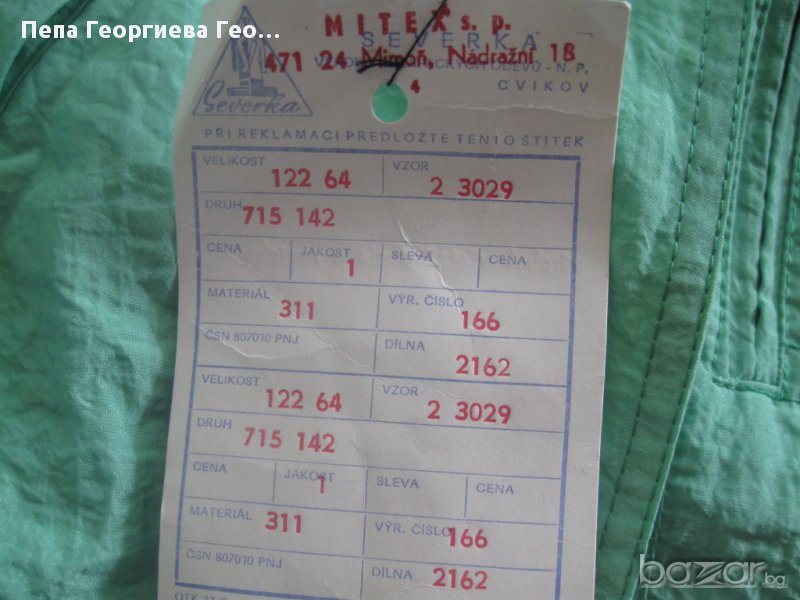 Пепа Георгиева Гео...
MITEX s. p.
SEVERKA
471 24 Mimoň, Nádražní 18
ODĚVŮ - N. P.
4
CVIKOV
Severka
PŘI REKLAMACI PŘEDLOŽTE TENTO ŠTÍTEK
VELIKOST 122 64 VZOR 2 3029
DRUH 715 142
CENA JAKOST 1 SLEVA CENA
MATERIÁL 311 VÝR. ČÍSLO 166
ČSN 807010 PNJ DÍLNA 2162
VELIKOST 122 64 VZOR 2 3029
DRUH 715 142
CENA JAKOST 1 SLEVA CENA
MATERIÁL 311 VÝR. ČÍSLO 166
ČSN 807010 PNJ DÍLNA 2162
bazar.bg